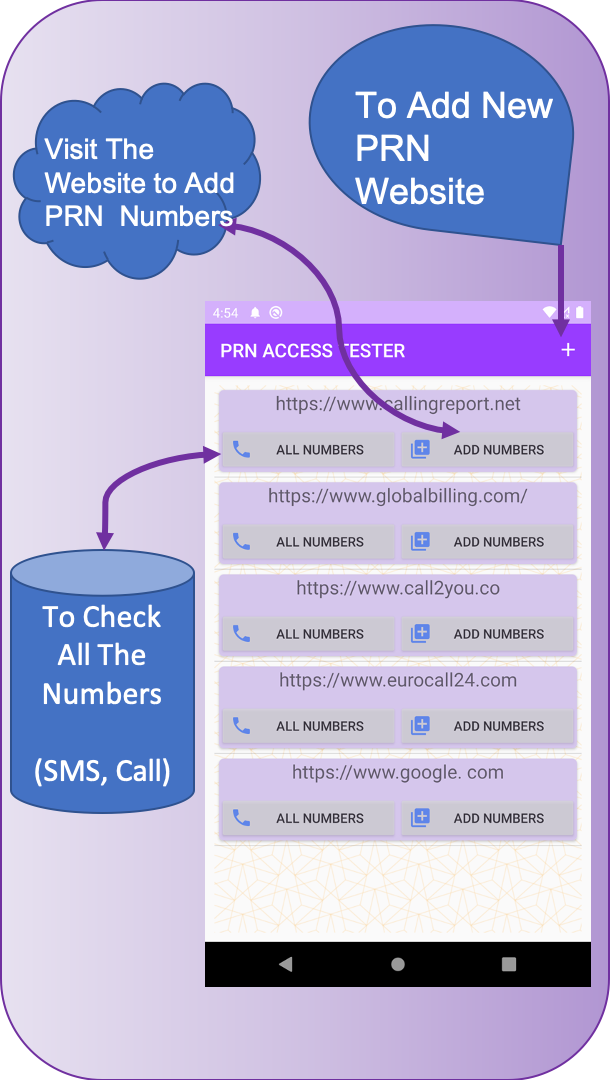 To Add New
PRN
Website
Visit The
Website to Add
PRN  Numbers
4:54
PRN ACCESS TESTER
+
https://www.callingreport.net
ALL NUMBERS ADD NUMBERS
https://www.globalbilling.com/
ALL NUMBERS ADD NUMBERS
https://www.call2you.co
ALL NUMBERS ADD NUMBERS
https://www.eurocall24.com
ALL NUMBERS ADD NUMBERS
https://www.google. com
ALL NUMBERS ADD NUMBERS
To Check
All The
Numbers
(SMS, Call)